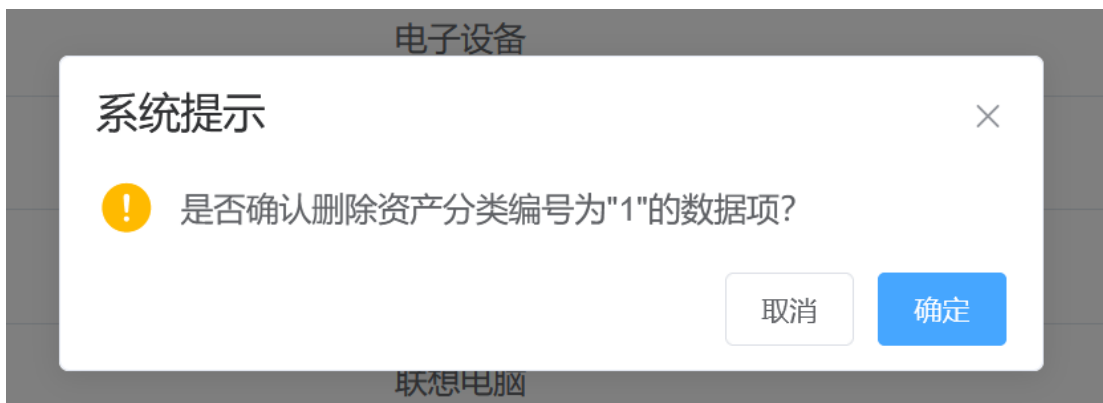 电子设备
系统提示
是否确认删除资产分类编号为"1"的数据项?
取消
确定
联想电脑